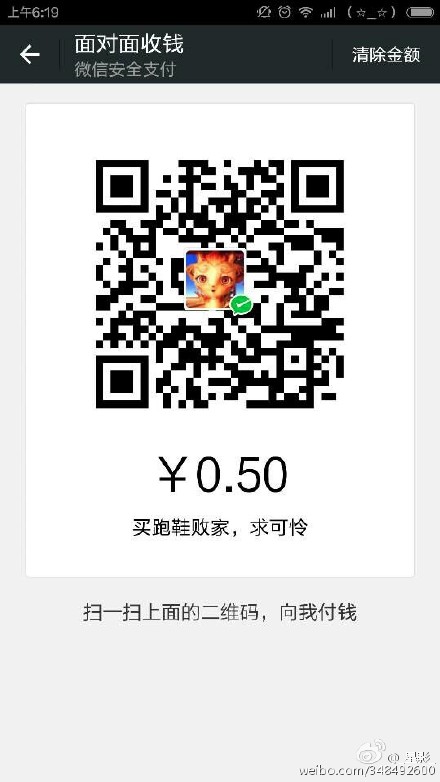 上午6:19
(☆_☆)
面对面收钱
微信安全支付
清除金额
￥0.50
买跑鞋败家，求可怜
扫一扫上面的二维码，向我付钱
weibo.com/348492600